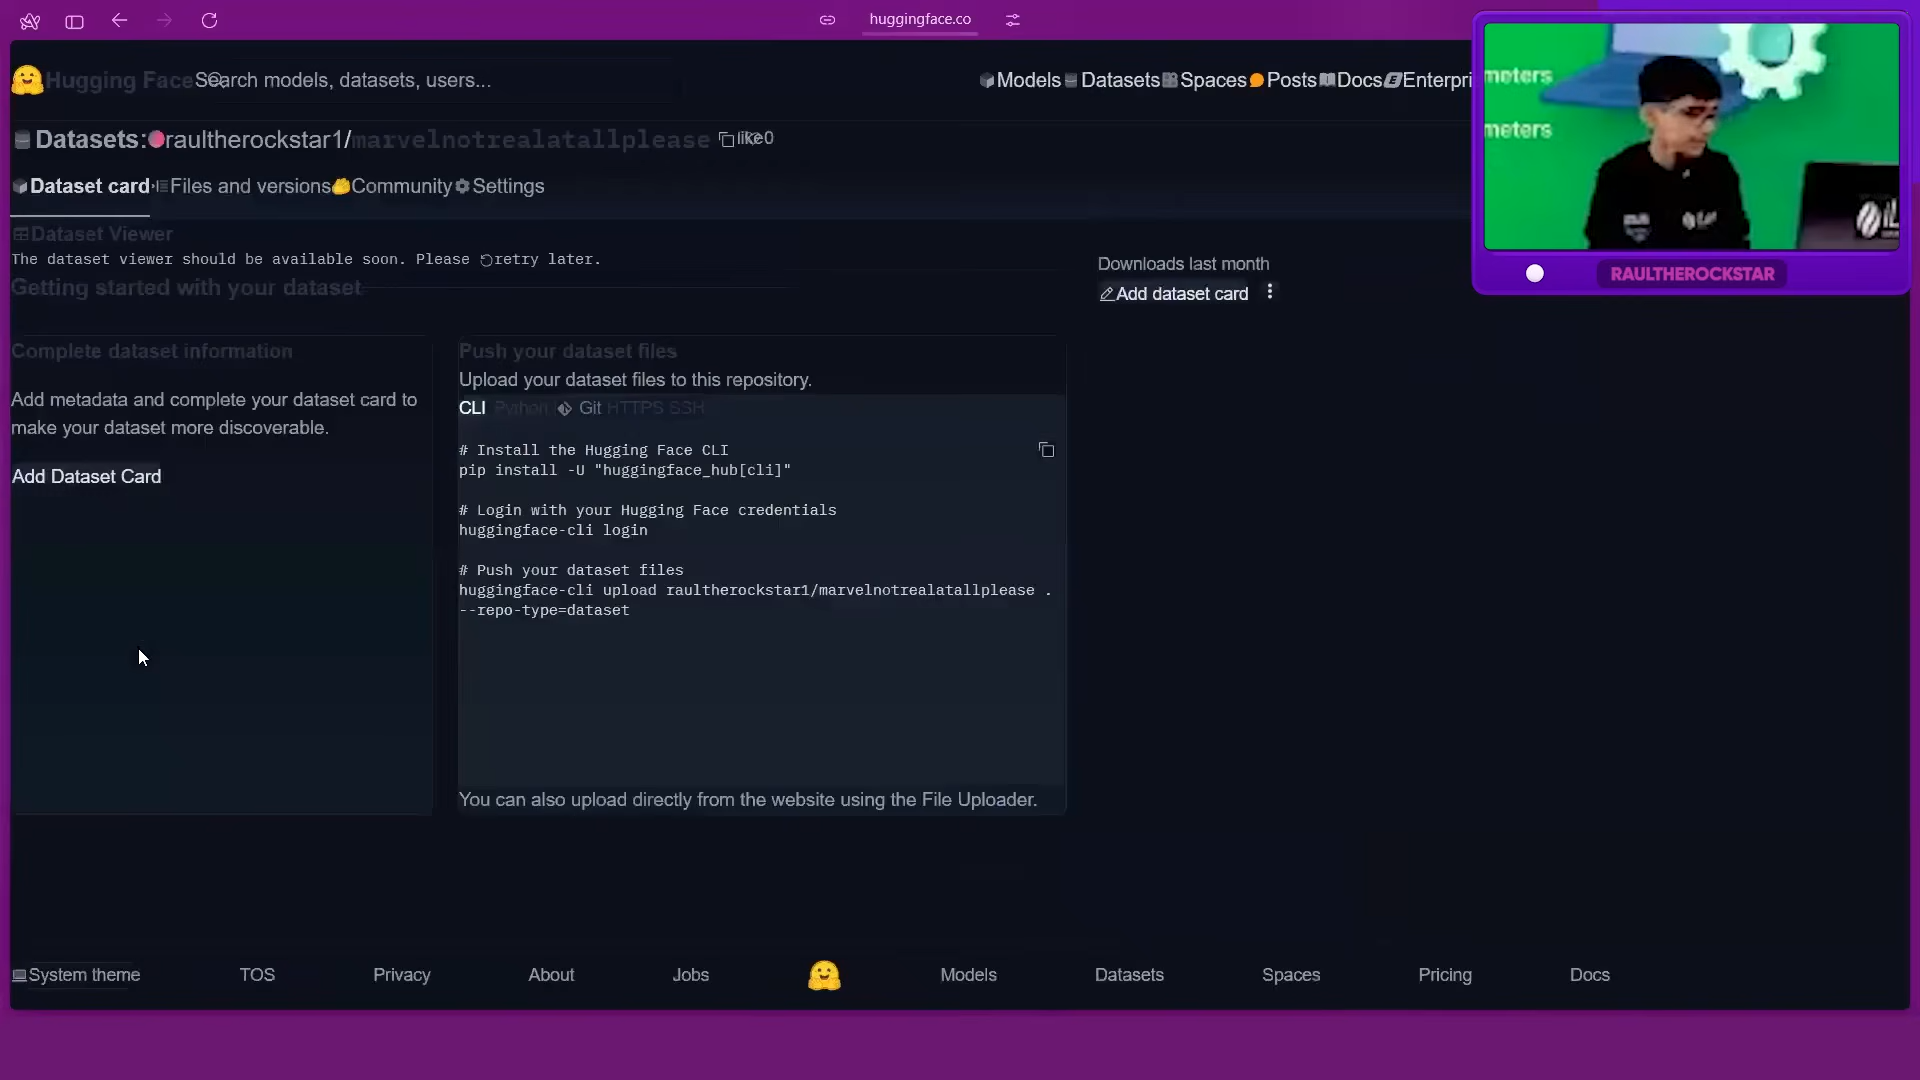 huggingface.co
Hugging Face Search models, datasets, users...
Models Datasets Spaces Posts Docs Enterpri
Datasets: raultherockstar1/marvelnotrealatallplease like 0
Dataset card Files and versions Community Settings
Dataset Viewer
The dataset viewer should be available soon. Please retry later.
Getting started with your dataset
Complete dataset information
Add metadata and complete your dataset card to
make your dataset more discoverable.
Add Dataset Card
Push your dataset files
Upload your dataset files to this repository.
CLI Python Git HTTPS SSH
# Install the Hugging Face CLI
pip install -U "huggingface_hub[cli]"
# Login with your Hugging Face credentials
huggingface-cli login
# Push your dataset files
huggingface-cli upload raultherockstar1/marvelnotrealatallplease .
--repo-type=dataset
You can also upload directly from the website using the File Uploader.
Downloads last month
Add dataset card
meters
meters
RAULTHEROCKSTAR
System theme TOS Privacy About Jobs Models Datasets Spaces Pricing Docs